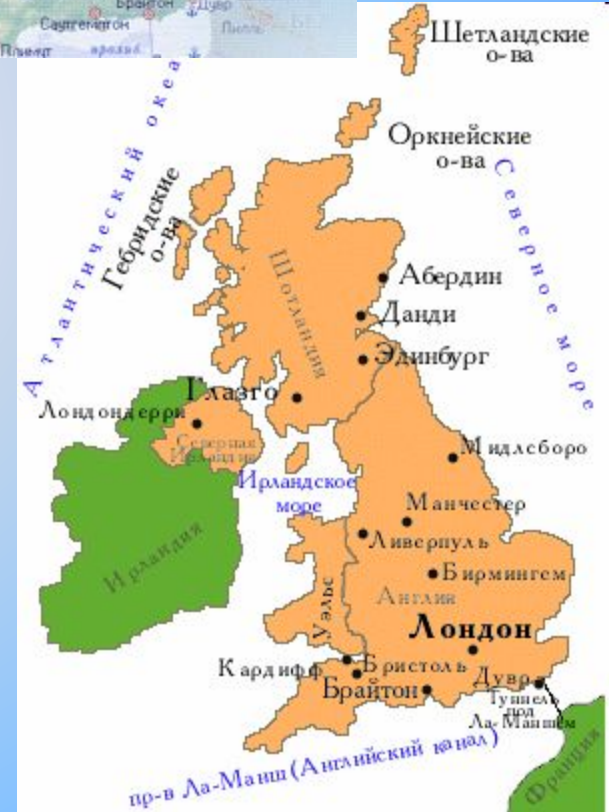 Брайтон
Дувр
Саутгемптон
Плимут
пролив
Шетландские
о-ва
Оркнейские
о-ва
Атлантический океа
Северное море
Гебридские
о-ва
Шотландия
Абердин
Данди
Эдинбург
Глазго
Лондондерри
Северная
Ирландия
Мидлсборо
Ирландское
море
Манчестер
Ливерпуль
Ирландия
Бирмингем
Англия
Уэльс
Лондон
Кардифф
Бристоль
Дувр
Брайтон
Туннель
под
Ла-Маншем
пр-в Ла-Манш (Английский канал)
Франция